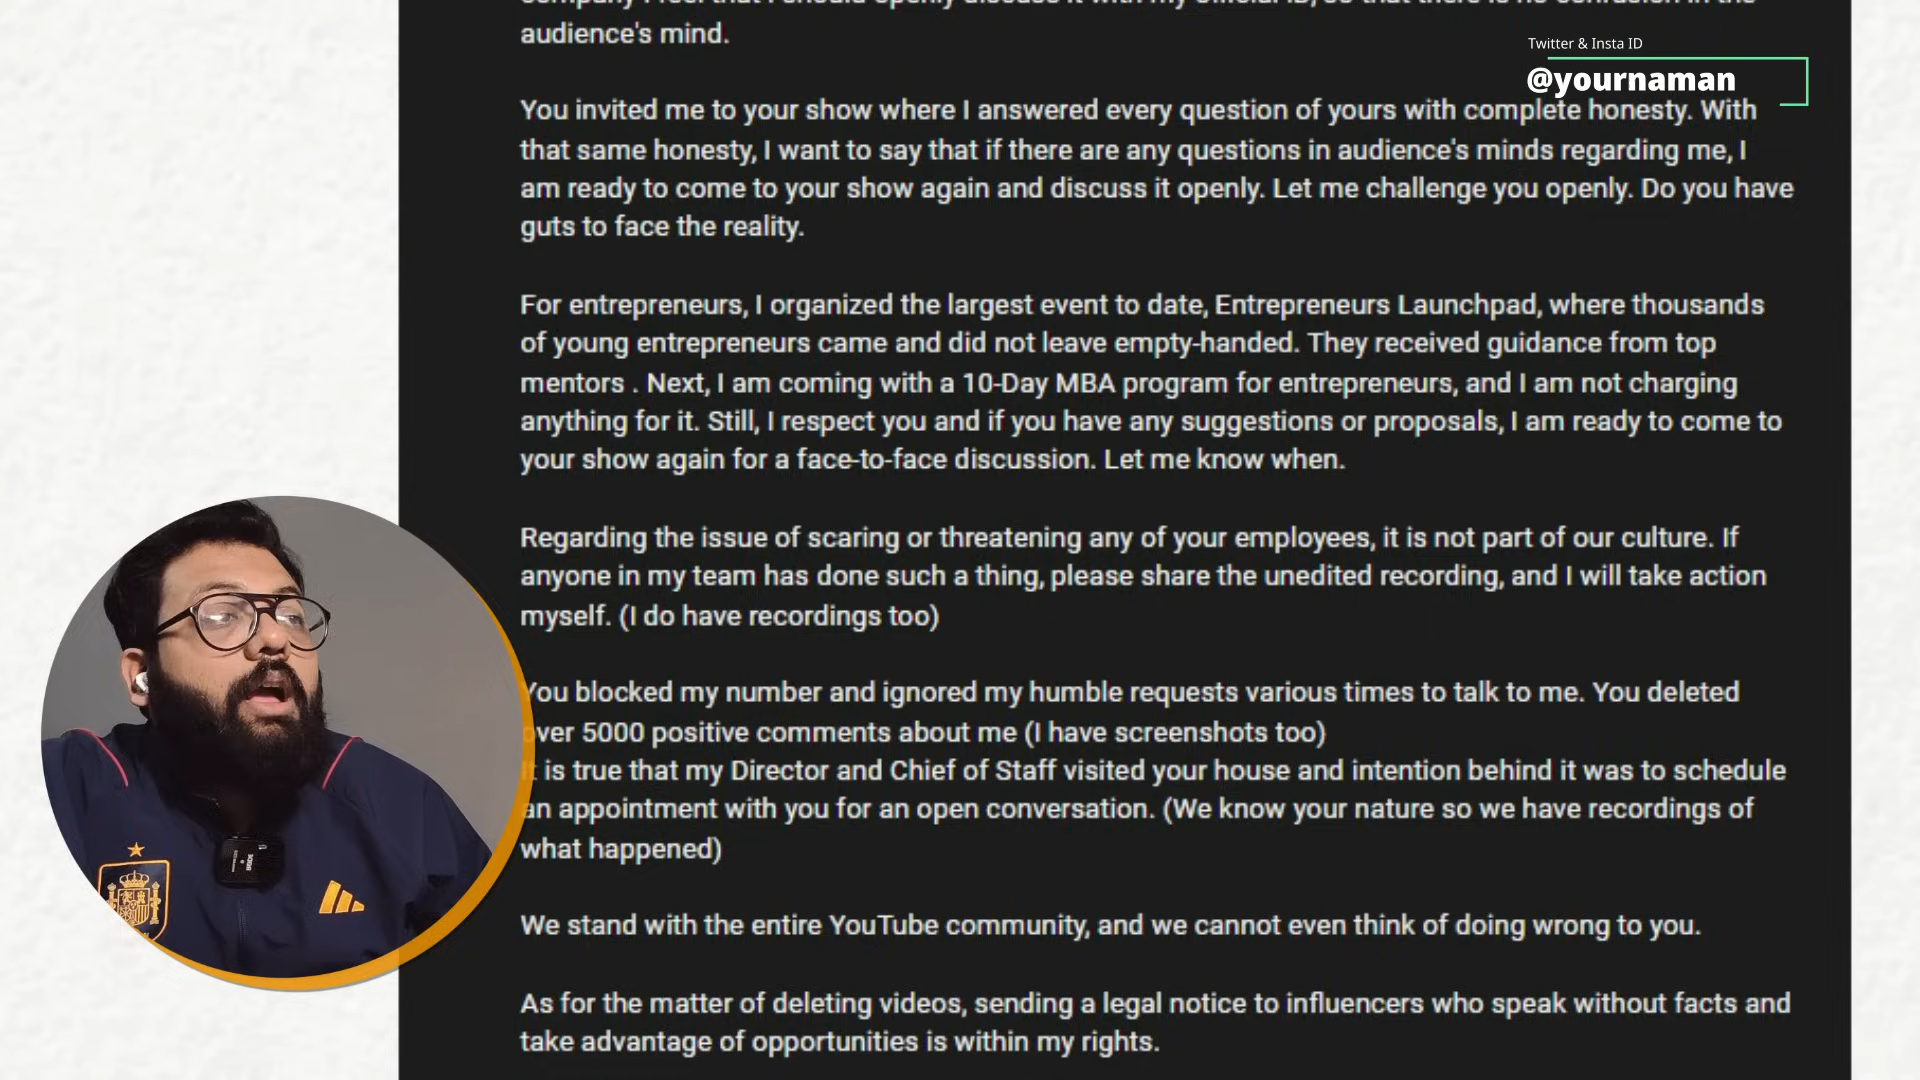 audience's mind.
Twitter & Insta ID
@yournaman
You invited me to your show where I answered every question of yours with complete honesty. With
that same honesty, I want to say that if there are any questions in audience's minds regarding me, I
am ready to come to your show again and discuss it openly. Let me challenge you openly. Do you have
guts to face the reality.
For entrepreneurs, I organized the largest event to date, Entrepreneurs Launchpad, where thousands
of young entrepreneurs came and did not leave empty-handed. They received guidance from top
mentors . Next, I am coming with a 10-Day MBA program for entrepreneurs, and I am not charging
anything for it. Still, I respect you and if you have any suggestions or proposals, I am ready to come to
your show again for a face-to-face discussion. Let me know when.
Regarding the issue of scaring or threatening any of your employees, it is not part of our culture. If
anyone in my team has done such a thing, please share the unedited recording, and I will take action
myself. (I do have recordings too)
You blocked my number and ignored my humble requests various times to talk to me. You deleted
over 5000 positive comments about me (I have screenshots too)
It is true that my Director and Chief of Staff visited your house and intention behind it was to schedule
an appointment with you for an open conversation. (We know your nature so we have recordings of
what happened)
We stand with the entire YouTube community, and we cannot even think of doing wrong to you.
As for the matter of deleting videos, sending a legal notice to influencers who speak without facts and
take advantage of opportunities is within my rights.